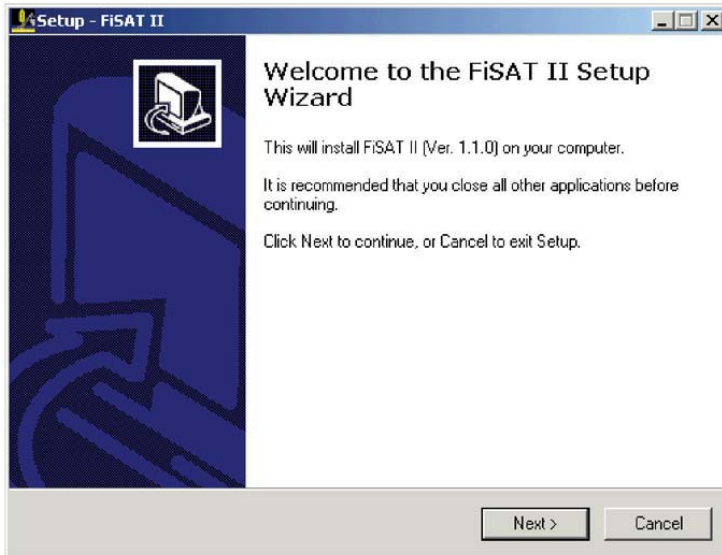 Setup - FiSAT II
Welcome to the FiSAT II Setup
Wizard
This will install FiSAT II (Ver. 1.1.0) on your computer.
It is recommended that you close all other applications before
continuing.
Click Next to continue, or Cancel to exit Setup.
Next >
Cancel